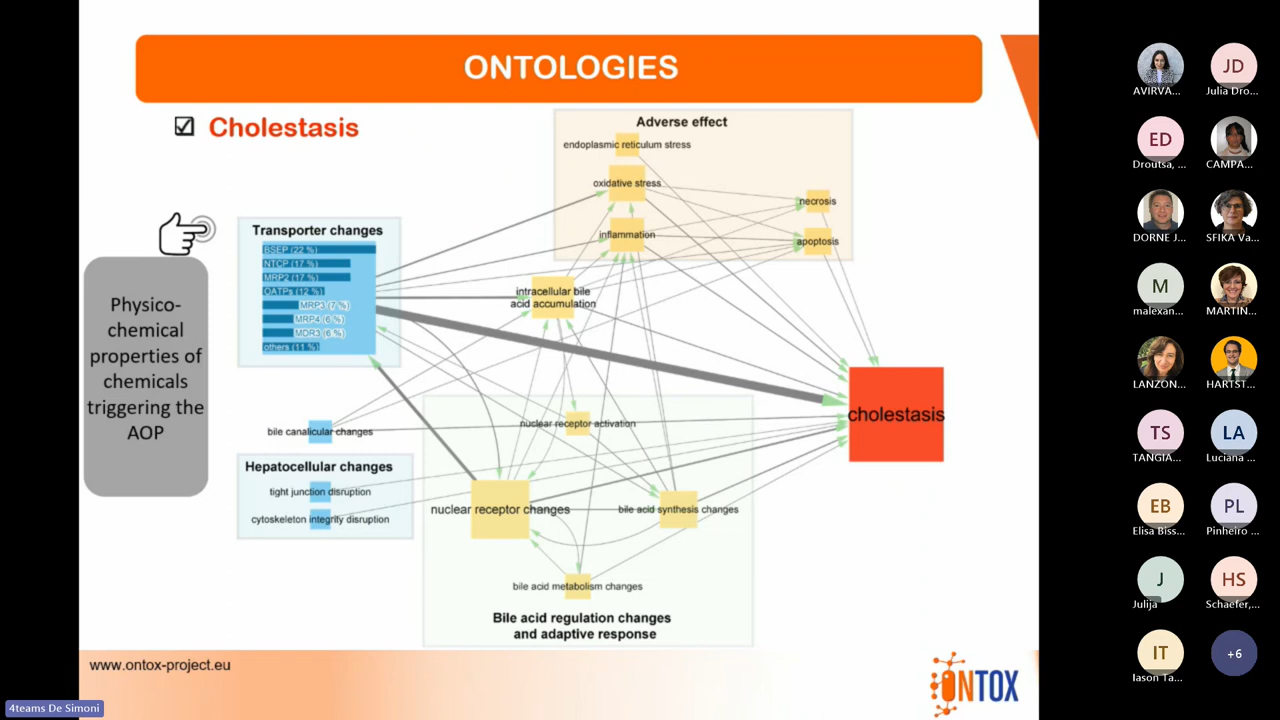 ONTOLOGIES
Cholestasis
Physico-
chemical
properties of
chemicals
triggering the
AOP
Transporter changes
BSEP (22 %)
NTCP (17 %)
MRP2 (17 %)
OATPs (12 %)
MRP3 (7 %)
MRP4 (6 %)
MDR3 (6 %)
others (11 %)
bile canalicular changes
Hepatocellular changes
tight junction disruption
cytoskeleton integrity disruption
Adverse effect
endoplasmic reticulum stress
oxidative stress
necrosis
inflammation
apoptosis
intracellular bile
acid accumulation
cholestasis
nuclear receptor activation
nuclear receptor changes
bile acid synthesis changes
bile acid metabolism changes
Bile acid regulation changes
and adaptive response
www.ontox-project.eu
ONTOX
4teams De Simoni
AVIRVA...
JD
Julia Dro...
ED
Droutsa, ...
CAMPA...
DORNE J...
SFIKA Va...
M
malexan...
MARTIN...
LANZON...
HARTST...
TS
TANGIA...
LA
Luciana ...
EB
Elisa Biss...
PL
Pinheiro ...
J
Julija
HS
Schaefer,...
IT
Iason Ta...
+6